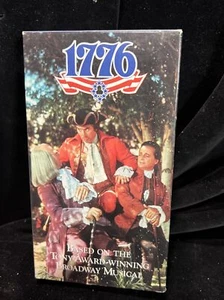 1776
BASED ON THE
TONY AWARD-WINNING
BROADWAY MUSICAL